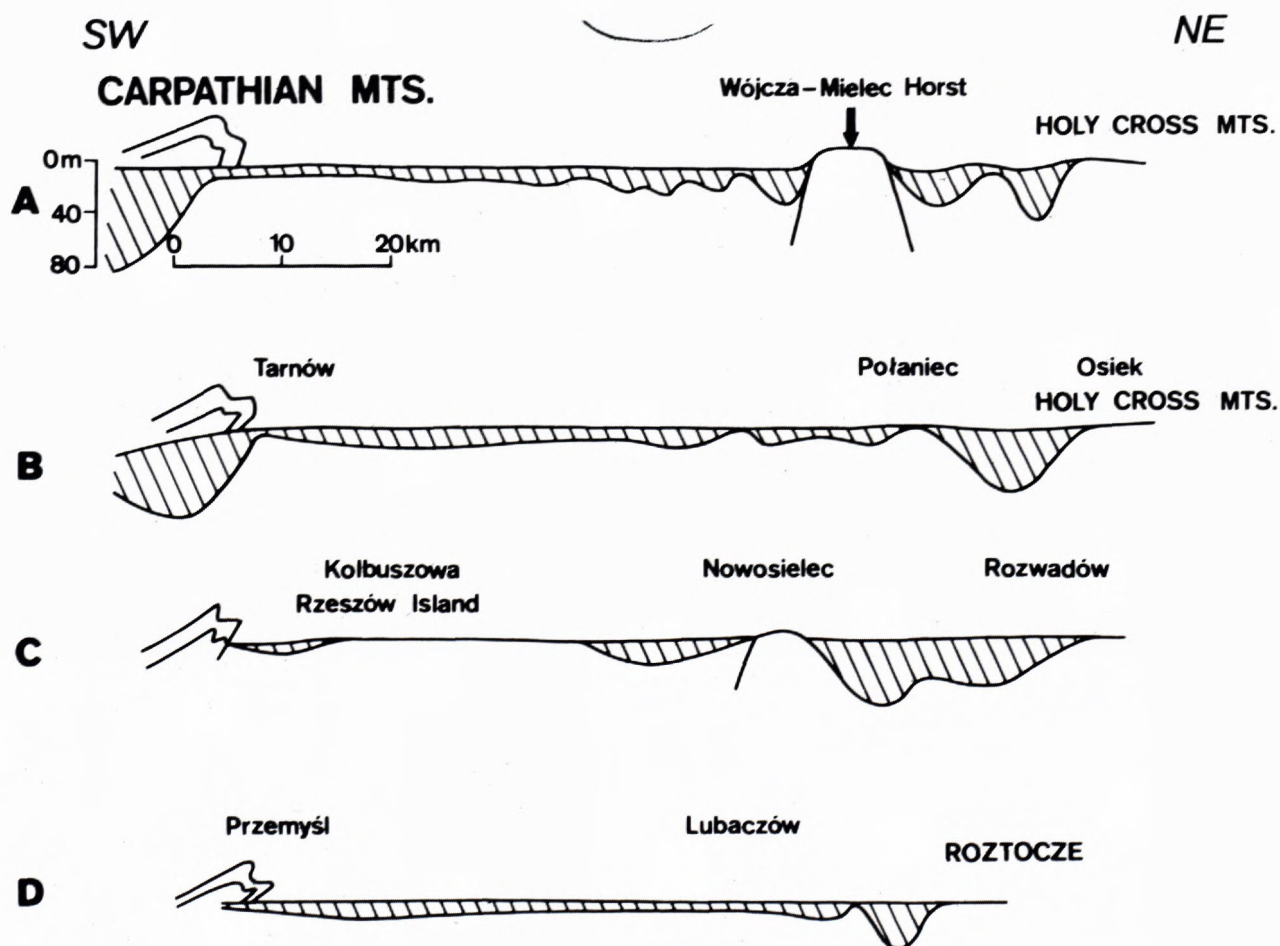 SW NE
CARPATHIAN MTS.
Wójcza-Mielec Horst
HOLY CROSS MTS.
0m
A
40
80
0 10 20km
Tarnów Połaniec Osiek
HOLY CROSS MTS.
B
Kolbuszowa Nowosielec Rozwadów
Rzeszów Island
C
Przemyśl Lubaczów
ROZTOCZE
D